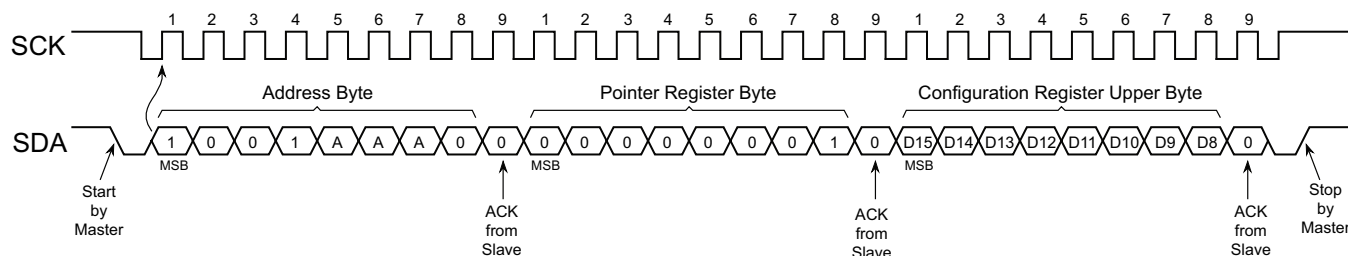 1 2 3 4 5 6 7 8 9 1 2 3 4 5 6 7 8 9 1 2 3 4 5 6 7 8 9
SCK
Address Byte Pointer Register Byte Configuration Register Upper Byte
SDA 1 0 0 1 A A A 0 0 0 0 0 0 0 0 0 1 0 D15 D14 D13 D12 D11 D10 D9 D8 0
MSB MSB MSB
Start
by
Master
ACK
from
Slave
ACK
from
Slave
ACK
from
Slave
Stop
by
Master